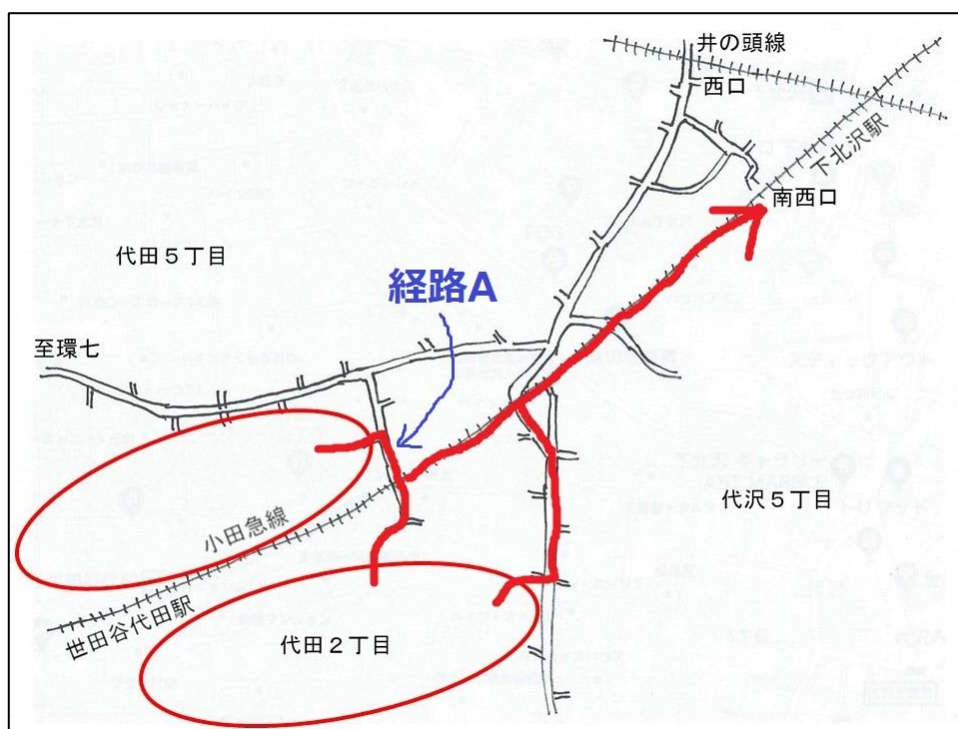 井の頭線
西口
下北沢駅
南西口
代田５丁目
経路A
至環七
代沢５丁目
小田急線
世田谷代田駅
代田２丁目